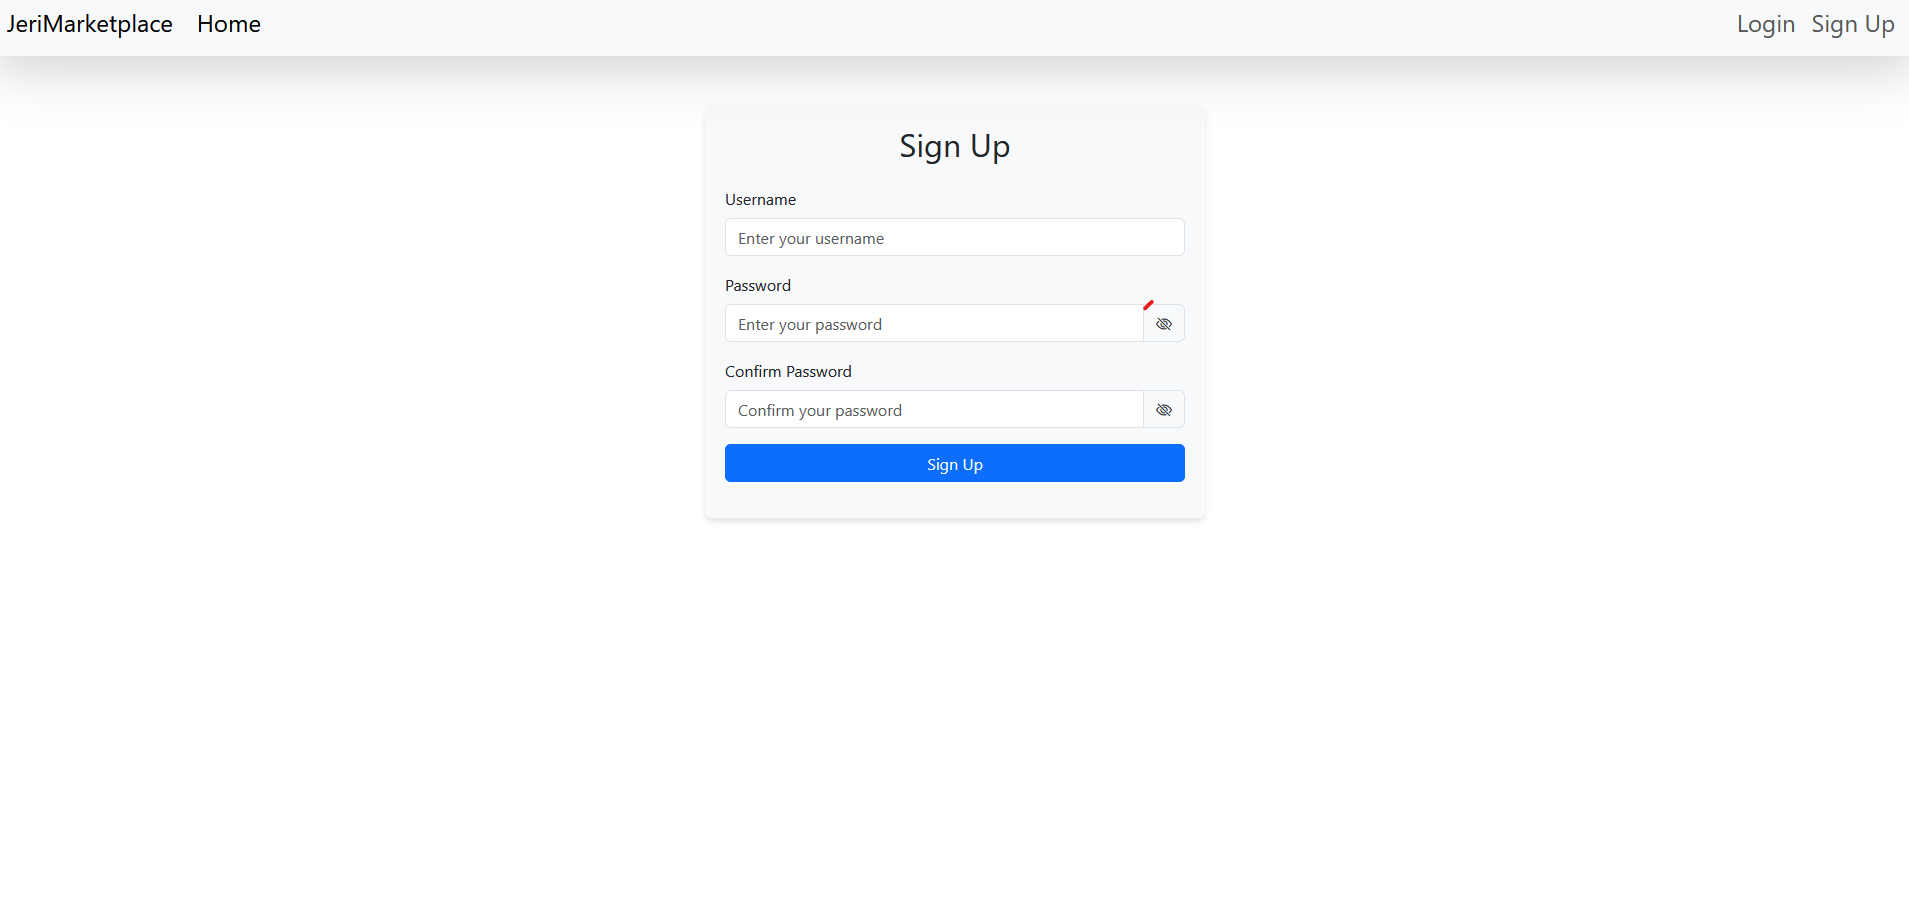 JeriMarketplace Home Login Sign Up
Sign Up
Username
Enter your username
Password
Enter your password
Confirm Password
Confirm your password
Sign Up